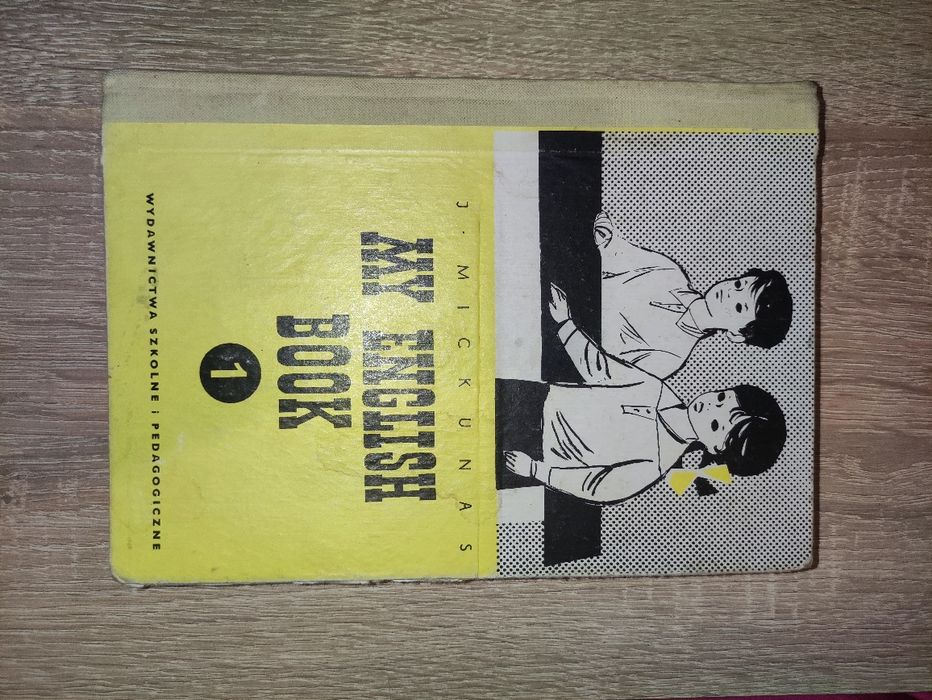 J. MICKUNAS
MY ENGLISH
BOOK
1
WYDAWNICTWA SZKOLNE i PEDAGOGICZNE